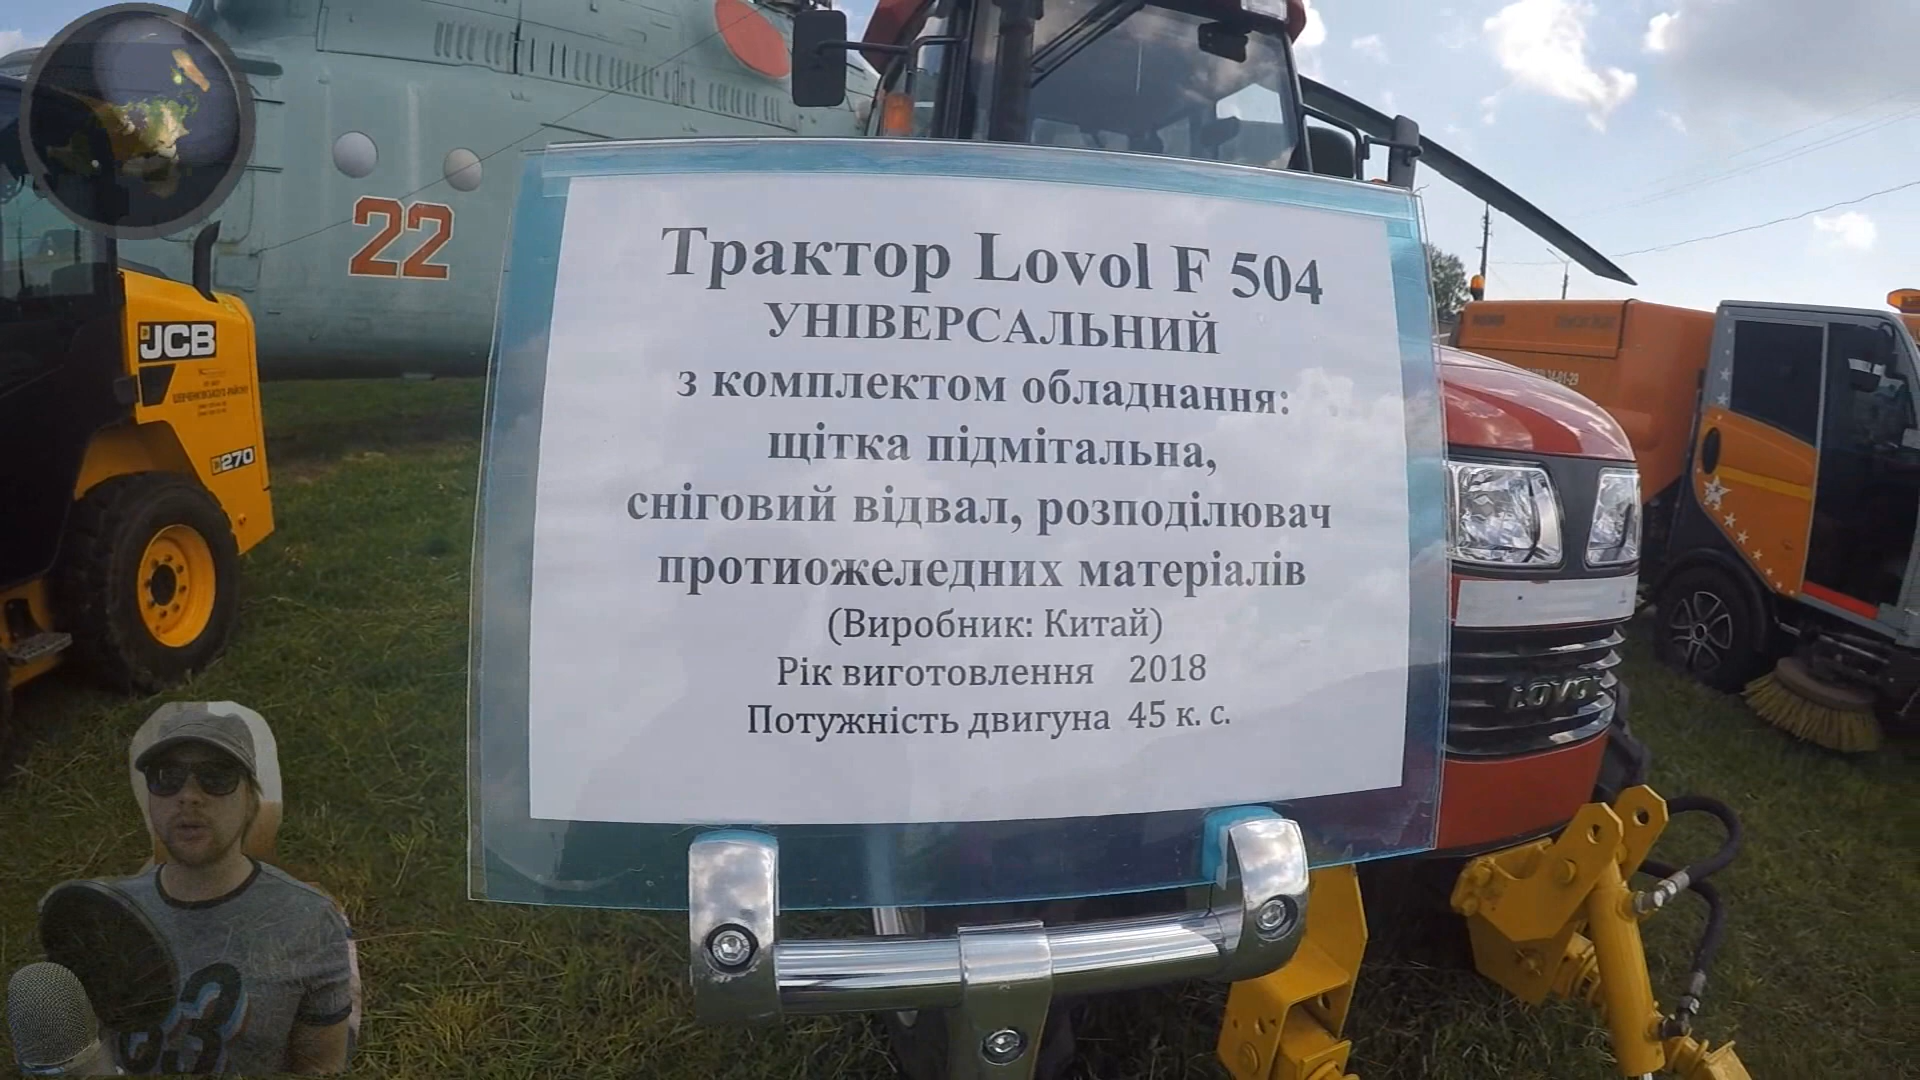 22
JCB
D270
Трактор Lovol F 504
УНІВЕРСАЛЬНИЙ
з комплектом обладнання:
щітка підмітальна,
сніговий відвал, розподілювач
протиожеледних матеріалів
(Виробник: Китай)
Рік виготовлення 2018
Потужність двигуна 45 к. с.
LOVOL